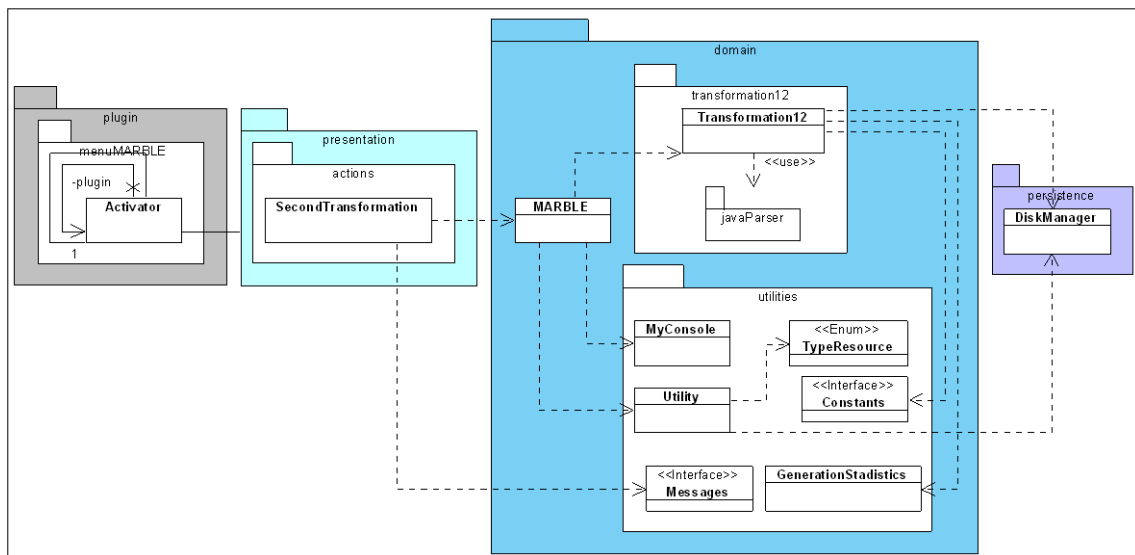 domain
transformation12
plugin
Transformation12
presentation
menuMARBLE
<<use>>
actions
-plugin
persistence
Activator
SecondTransformation
MARBLE
javaParser
DiskManager
1
utilities
MyConsole
<<Enum>>
TypeResource
<<Interface>>
Constants
Utility
<<Interface>>
Messages
GenerationStadistics